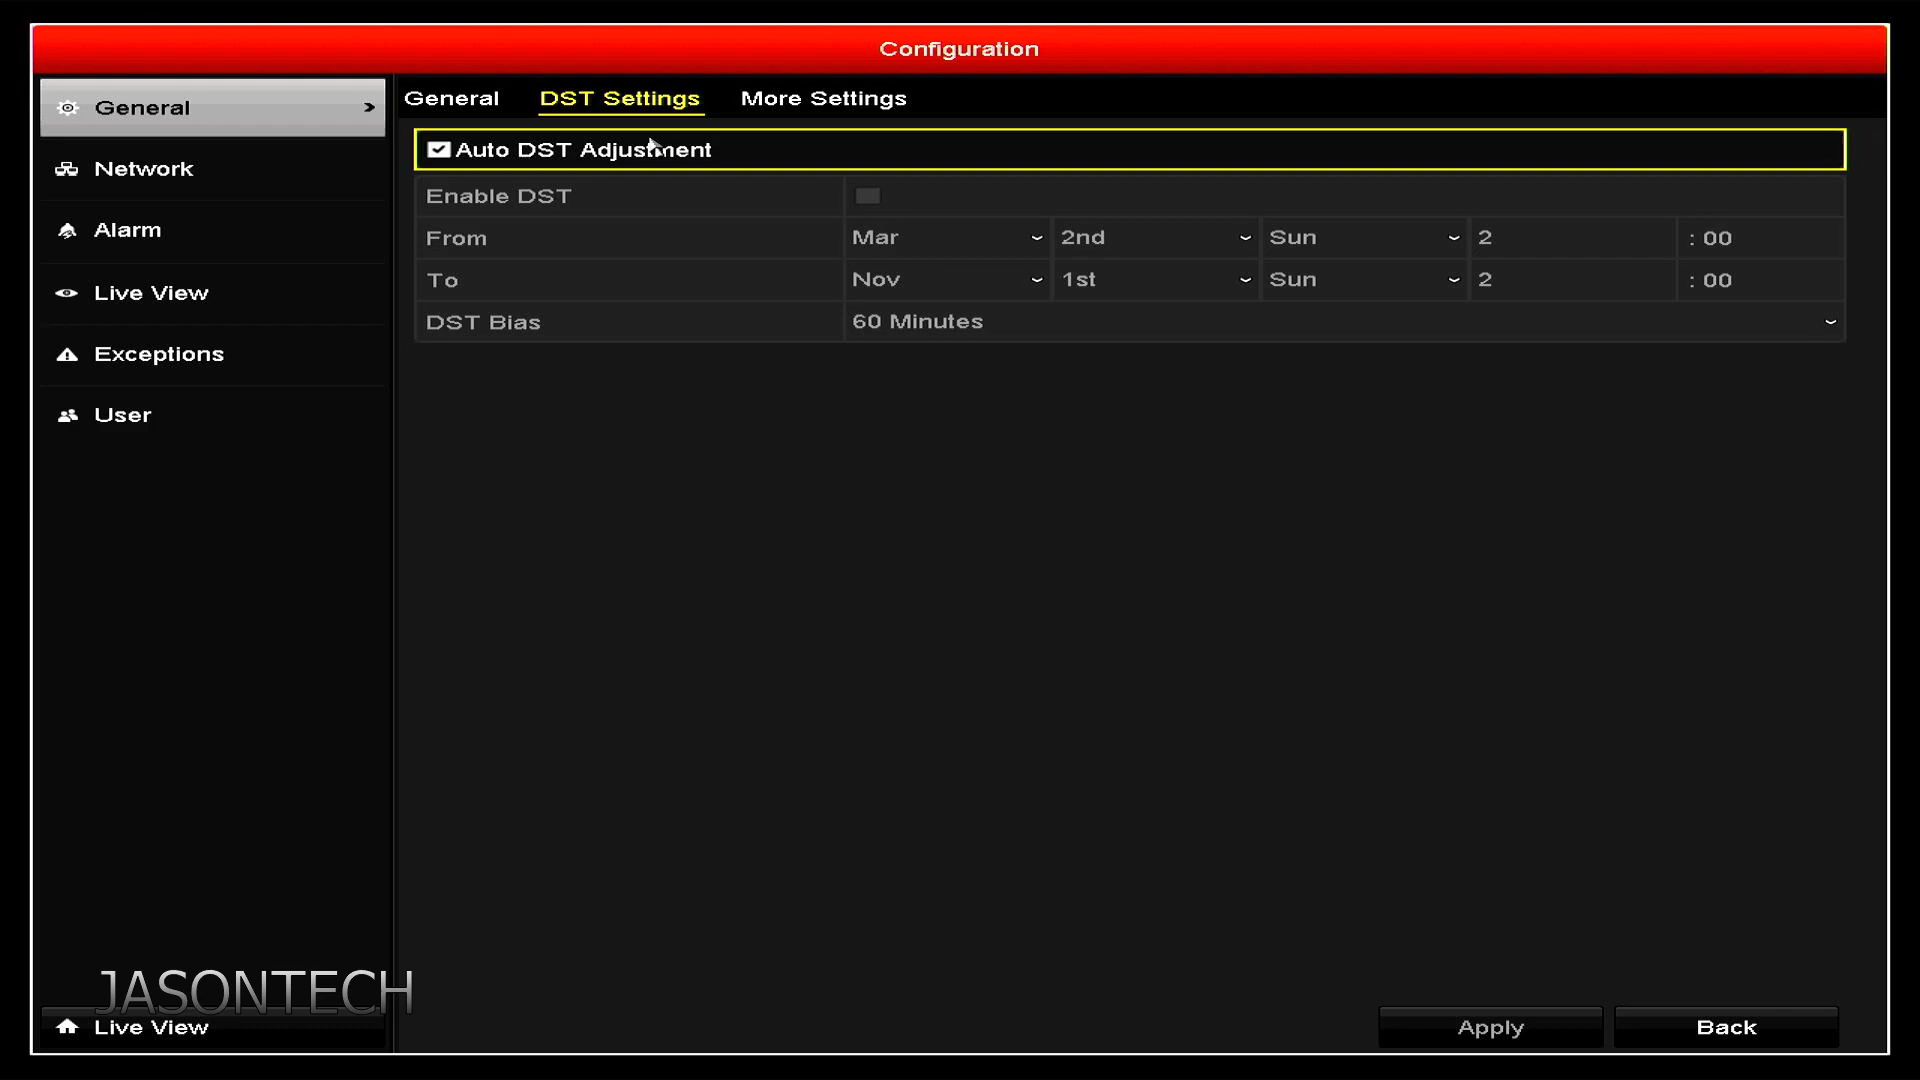 Configuration
General
Network
Alarm
Live View
Exceptions
User
General DST Settings More Settings
Auto DST Adjustment
Enable DST
From Mar 2nd Sun 2 : 00
To Nov 1st Sun 2 : 00
DST Bias 60 Minutes
JASONTECH
Live View
Apply Back